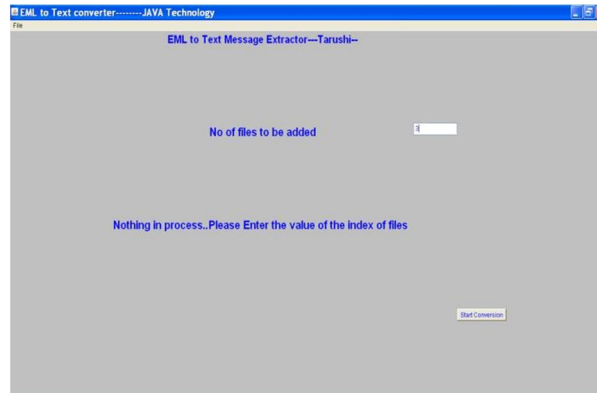 EML to Text converter--------JAVA Technology
File
EML to Text Message Extractor---Tarushi--
No of files to be added
3
Nothing in process..Please Enter the value of the index of files
Start Conversion